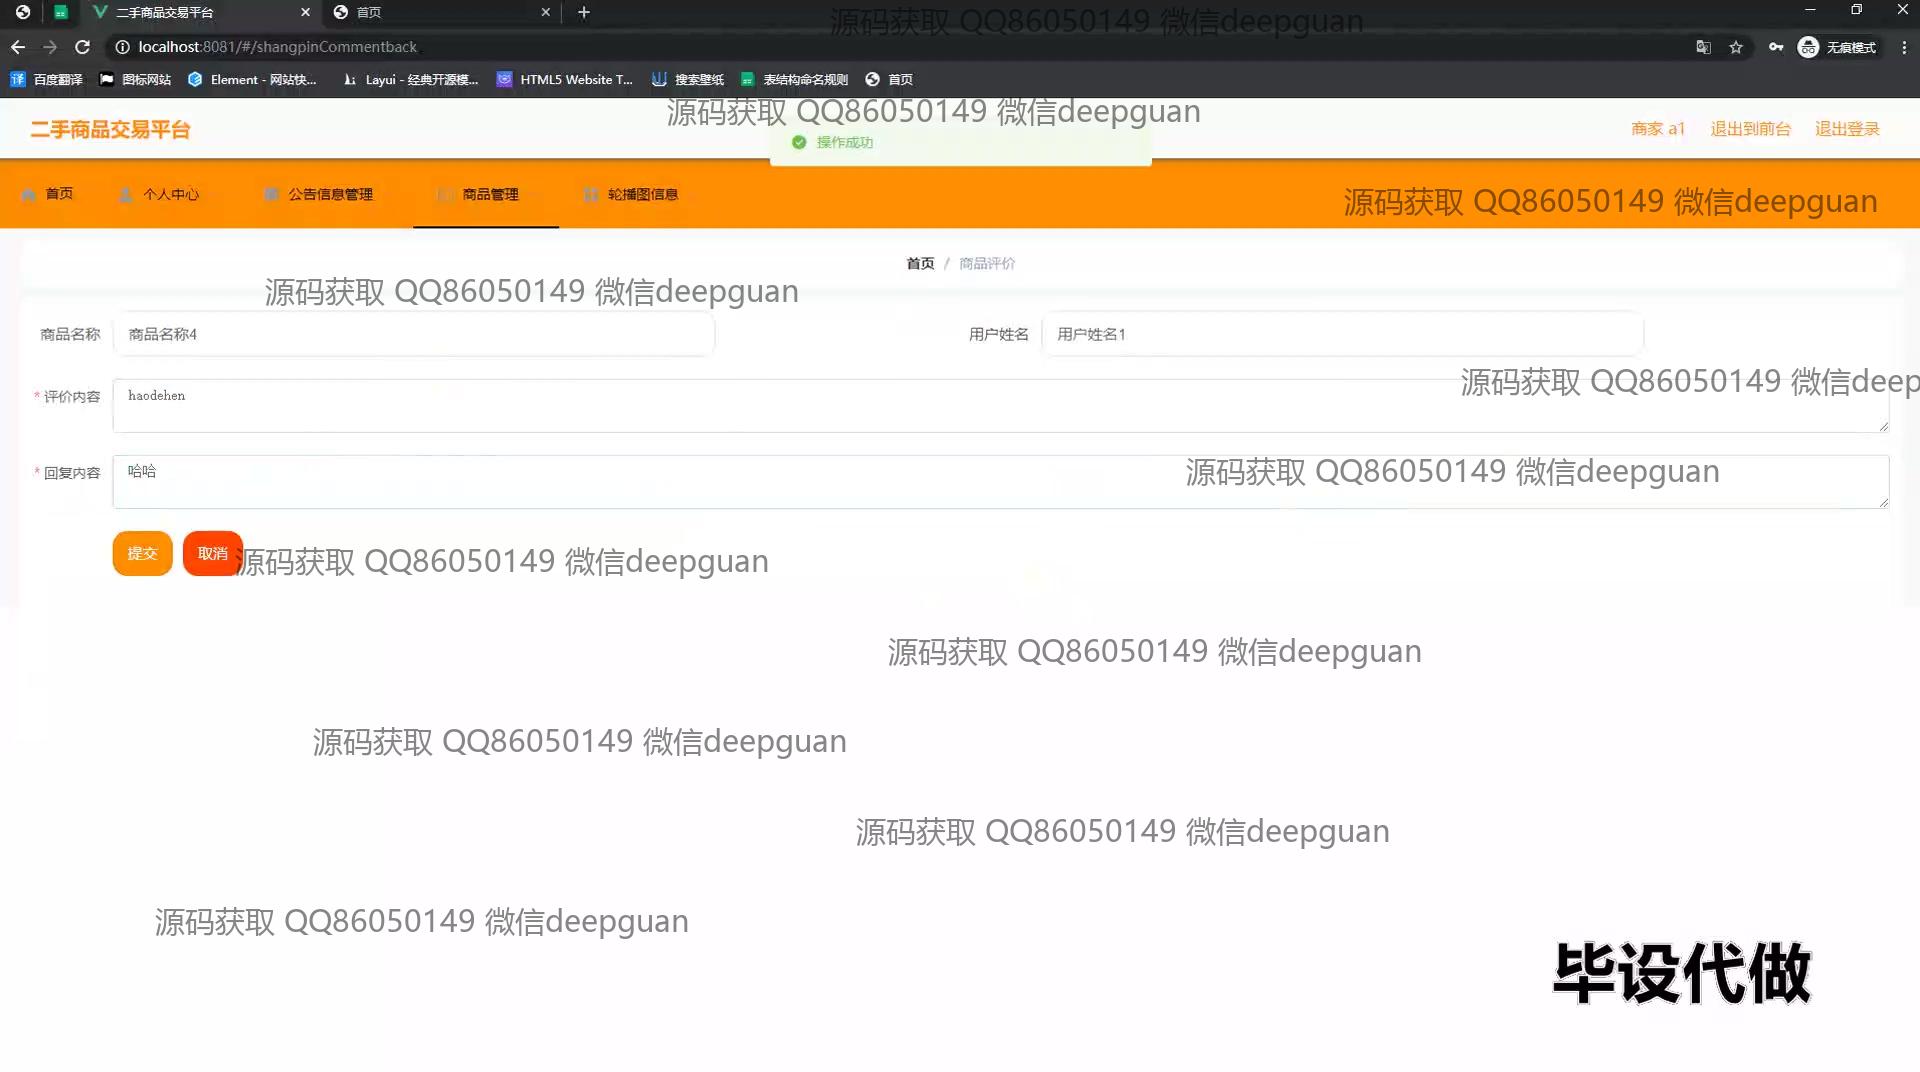 二手商品交易平台
首页
源码获取 QQ86050149 微信deepguan
localhost:8081/#/shangpinCommentback
无痕模式
百度翻译
图标网站
Element - 网站快...
Layui - 经典开源模...
HTML5 Website T...
搜索壁纸
表结构命名规则
首页
源码获取 QQ86050149 微信deepguan
二手商品交易平台
操作成功
商家 a1
退出到前台
退出登录
首页
个人中心
公告信息管理
商品管理
轮播图信息
源码获取 QQ86050149 微信deepguan
首页 / 商品评价
源码获取 QQ86050149 微信deepguan
商品名称 商品名称4
用户姓名 用户姓名1
源码获取 QQ86050149 微信deep
* 评价内容 haodehen
* 回复内容 哈哈
源码获取 QQ86050149 微信deepguan
提交
取消
源码获取 QQ86050149 微信deepguan
源码获取 QQ86050149 微信deepguan
源码获取 QQ86050149 微信deepguan
源码获取 QQ86050149 微信deepguan
源码获取 QQ86050149 微信deepguan
毕设代做